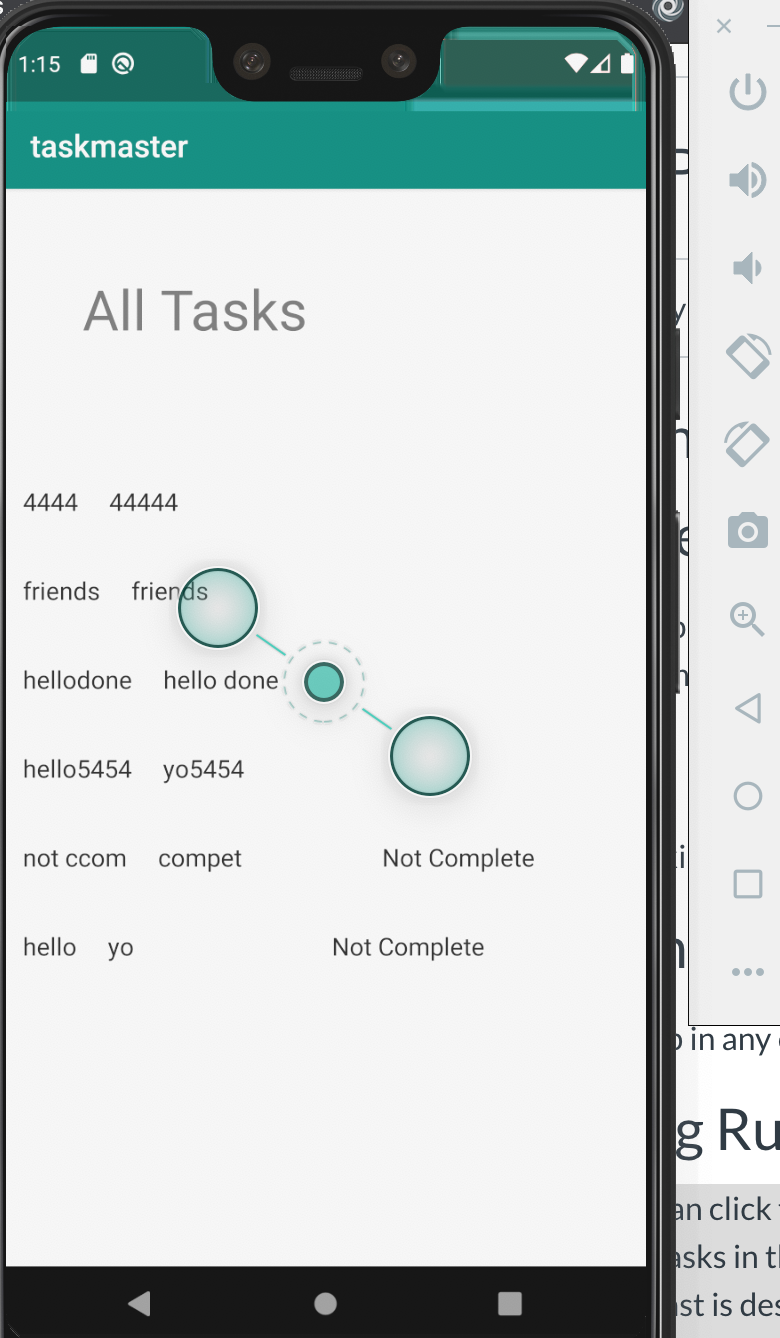 1:15
taskmaster
All Tasks
4444 44444
friends friends
hellodone hello done
hello5454 yo5454
not ccom compet Not Complete
hello yo Not Complete
in any
g Ru
an click
asks in
st is des